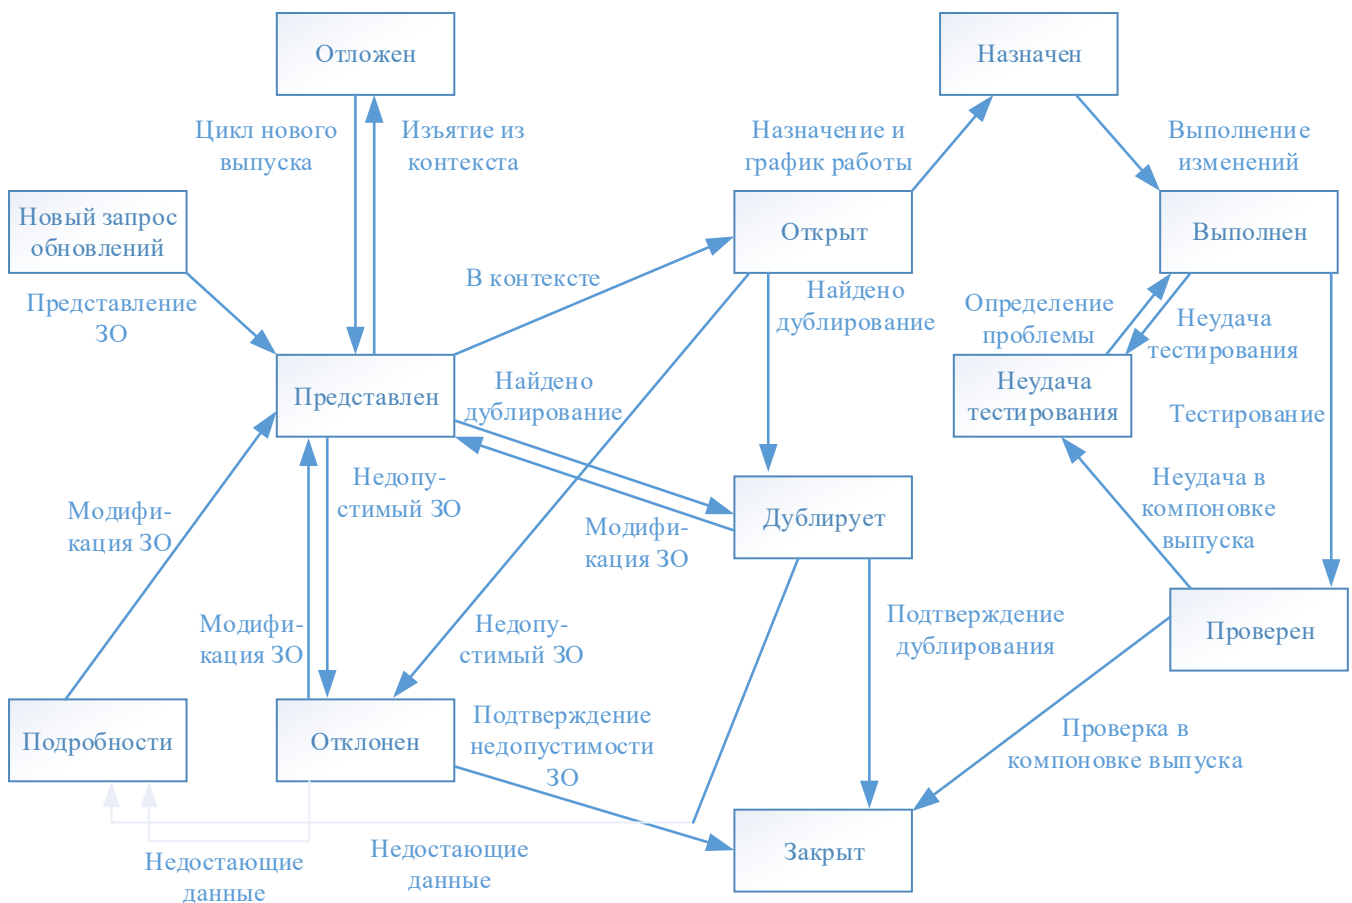 Отложен
Назначен
Цикл нового
выпуска
Изъятие из
контекста
Назначение и
график работы
Выполнение
изменений
Новый запрос
обновлений
Открыт
Выполнен
Представление
ЗО
В контексте
Найдено
дублирование
Определение
проблемы
Неудача
тестирования
Представлен
Найдено
дублирование
Неудача
тестирования
Тестирование
Модифи-
кация ЗО
Недопу-
стимый ЗО
Модифи-
кация ЗО
Дублирует
Неудача в
компоновке
выпуска
Модифи-
кация ЗО
Недопу-
стимый ЗО
Подтверждение
дублирования
Проверен
Подробности
Отклонен
Подтверждение
недопустимости
ЗО
Проверка в
компоновке выпуска
Недостающие
данные
Недостающие
данные
Закрыт